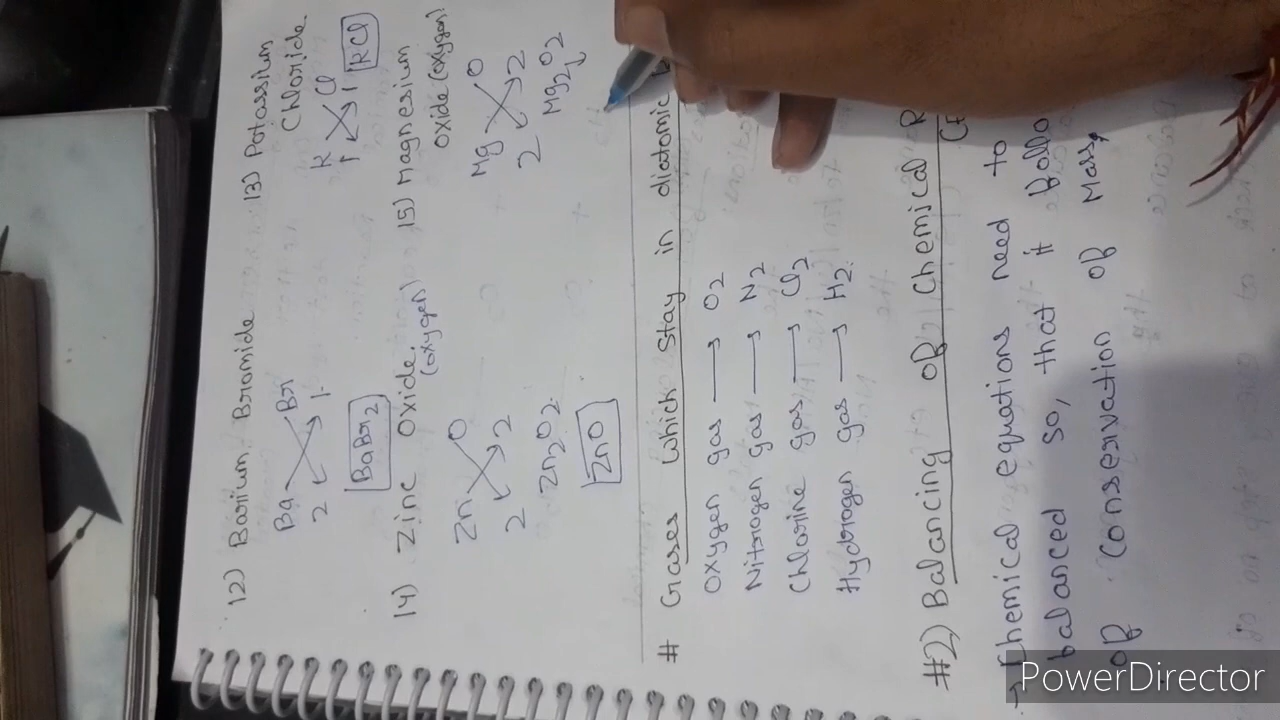 12) Barium Bromide
Ba Br
2 1
BaBr2
13) Potassium
Chloride
K Cl
1 1
KCl
14) Zinc Oxide
(oxygen)
Zn O
2 2
Zn2O2
ZnO
15) Magnesium
Oxide (oxygen)
Mg O
2 2
Mg2O2
# Gases which stay in diatomic
Oxygen gas → O2
Nitrogen gas → N2
Chlorine gas → Cl2
Hydrogen gas → H2
#2) Balancing of Chemical R
→ Chemical equations need to
balanced so, that it follo
of conservation of Mass,
PowerDirector